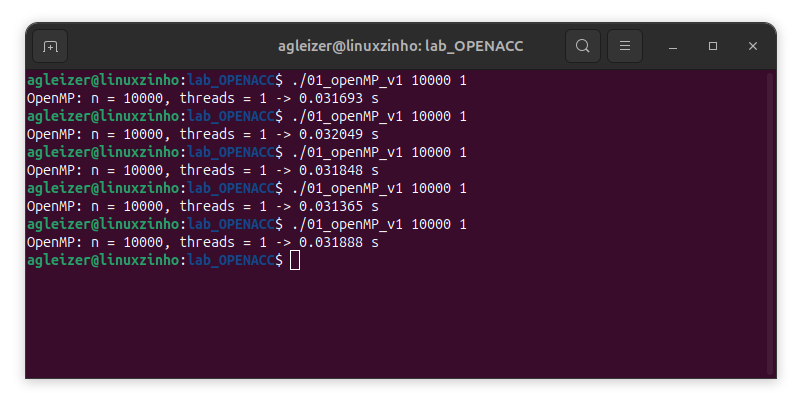 agleizer@linuxzinho: lab_OPENACC
agleizer@linuxzinho:lab_OPENACC$ ./01_openMP_v1 10000 1
OpenMP: n = 10000, threads = 1 -> 0.031693 s
agleizer@linuxzinho:lab_OPENACC$ ./01_openMP_v1 10000 1
OpenMP: n = 10000, threads = 1 -> 0.032049 s
agleizer@linuxzinho:lab_OPENACC$ ./01_openMP_v1 10000 1
OpenMP: n = 10000, threads = 1 -> 0.031848 s
agleizer@linuxzinho:lab_OPENACC$ ./01_openMP_v1 10000 1
OpenMP: n = 10000, threads = 1 -> 0.031365 s
agleizer@linuxzinho:lab_OPENACC$ ./01_openMP_v1 10000 1
OpenMP: n = 10000, threads = 1 -> 0.031888 s
agleizer@linuxzinho:lab_OPENACC$